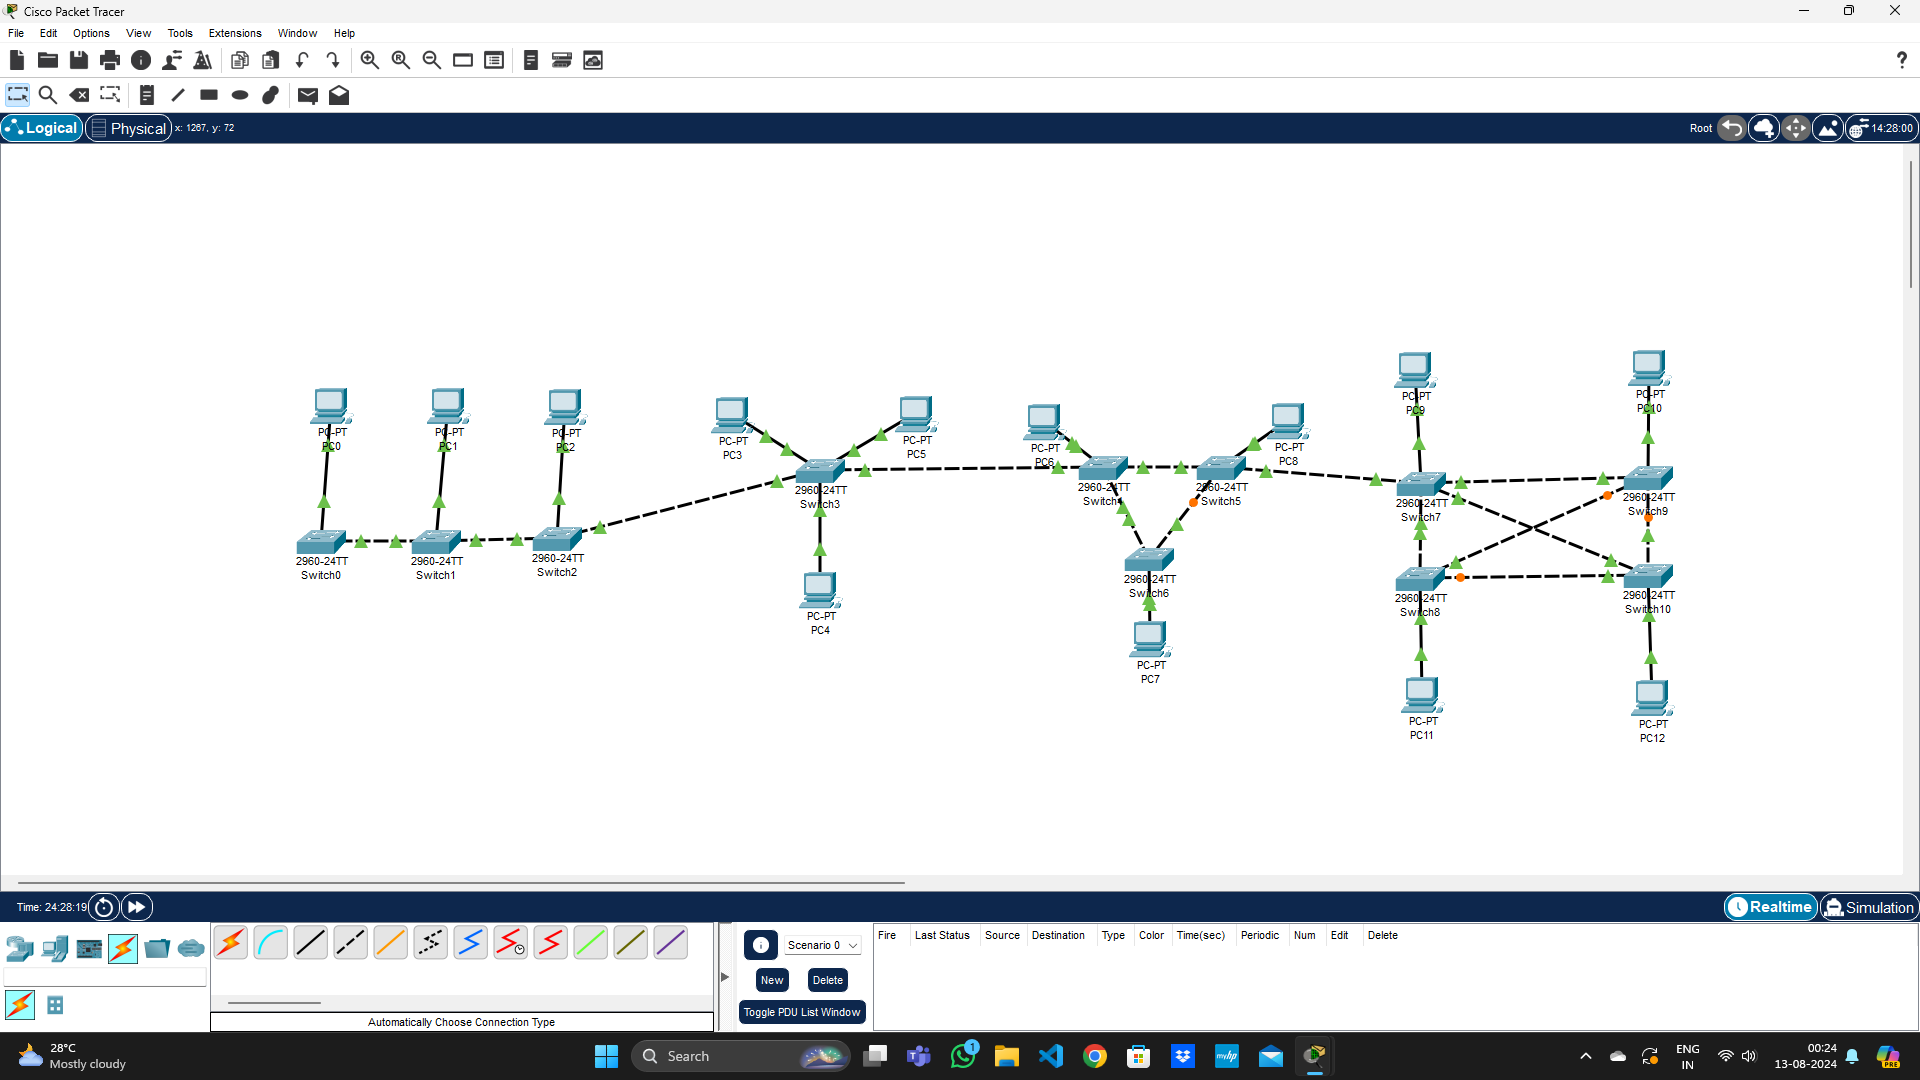 Cisco Packet Tracer
File Edit Options View Tools Extensions Window Help
Logical Physical x: 1267, y: 72 Root 14:28:00
PC-PT
PC0
PC-PT
PC1
PC-PT
PC2
PC-PT
PC3
PC-PT
PC5
PC-PT
PC6
PC-PT
PC8
PC-PT
PC9
PC-PT
PC10
2960-24TT
Switch0
2960-24TT
Switch1
2960-24TT
Switch2
2960-24TT
Switch3
2960-24TT
Switch4
2960-24TT
Switch5
2960-24TT
Switch7
2960-24TT
Switch9
2960-24TT
Switch6
2960-24TT
Switch8
2960-24TT
Switch10
PC-PT
PC4
PC-PT
PC7
PC-PT
PC11
PC-PT
PC12
Time: 24:28:19 Realtime Simulation
Scenario 0
New Delete
Toggle PDU List Window
Fire Last Status Source Destination Type Color Time(sec) Periodic Num Edit Delete
Automatically Choose Connection Type
28°C
Mostly cloudy
Search
1
myhp
PRE
ENG
IN
00:24
13-08-2024